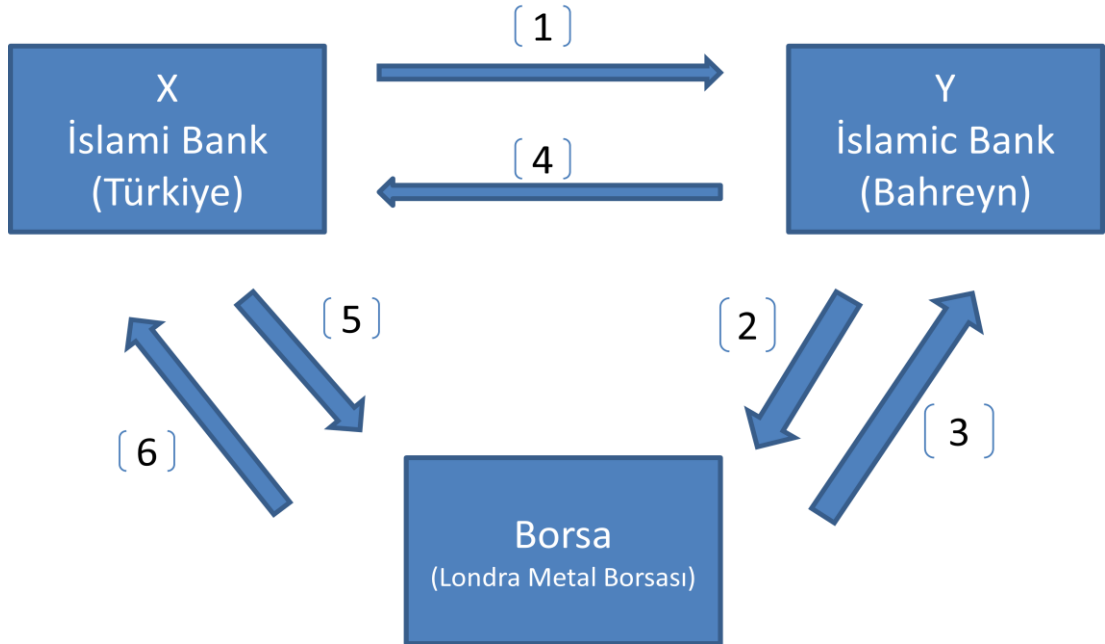 [ 1 ]
X
İslami Bank
(Türkiye)
Y
İslamic Bank
(Bahreyn)
[ 4 ]
[ 5 ]
[ 2 ]
[ 6 ]
[ 3 ]
Borsa
(Londra Metal Borsası)